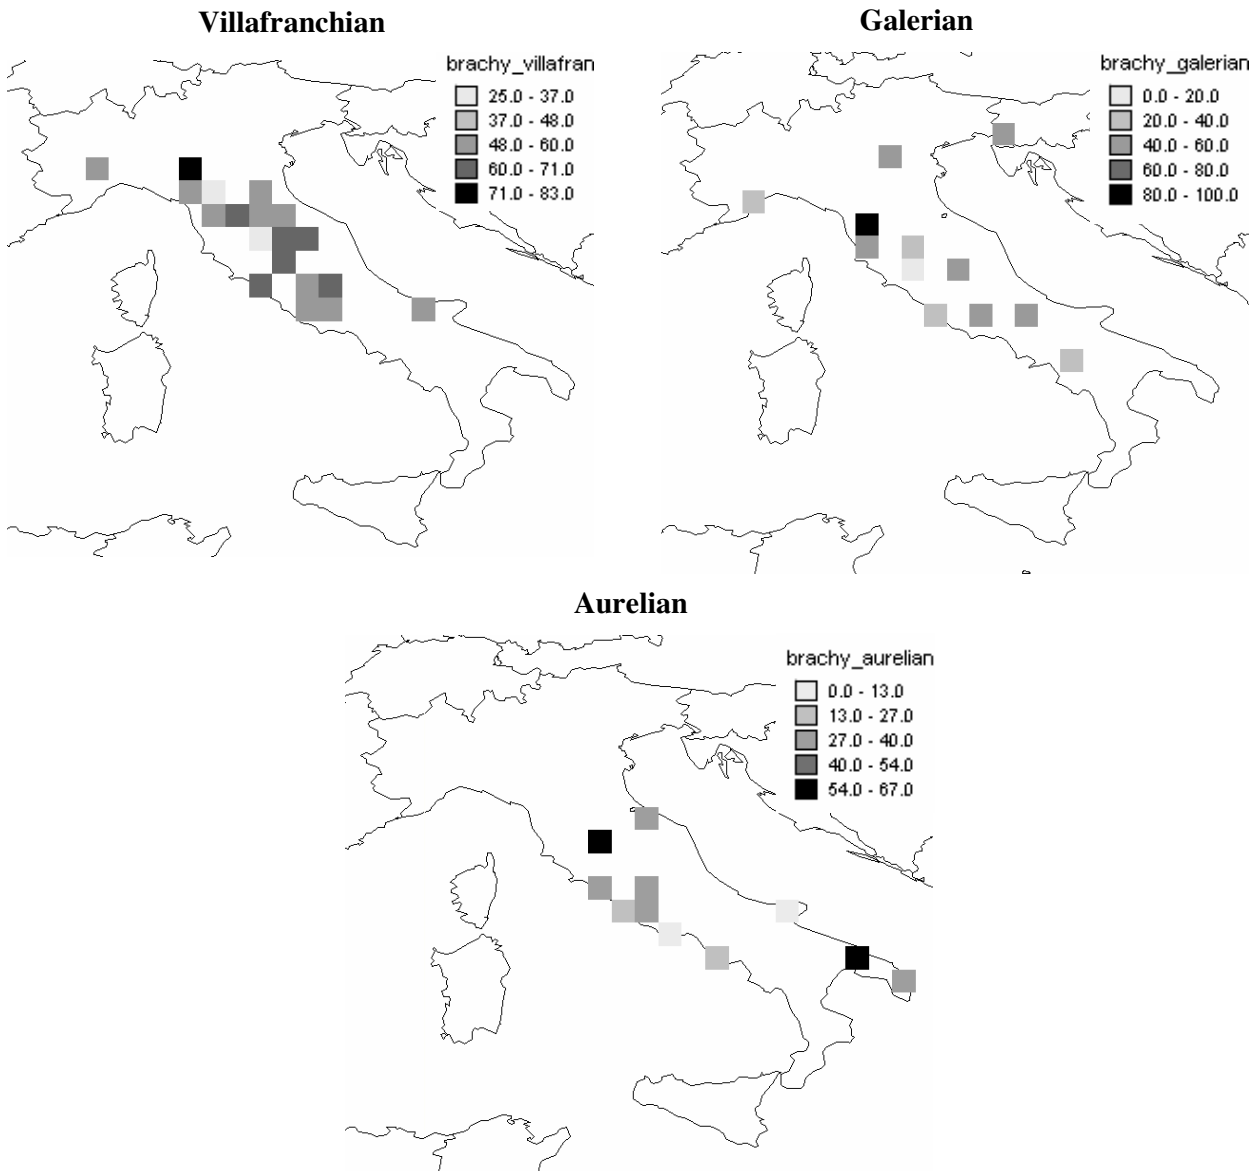 Villafranchian
brachy_villafran
25.0 - 37.0
37.0 - 48.0
48.0 - 60.0
60.0 - 71.0
71.0 - 83.0
Galerian
brachy_galerian
0.0 - 20.0
20.0 - 40.0
40.0 - 60.0
60.0 - 80.0
80.0 - 100.0
Aurelian
brachy_aurelian
0.0 - 13.0
13.0 - 27.0
27.0 - 40.0
40.0 - 54.0
54.0 - 67.0